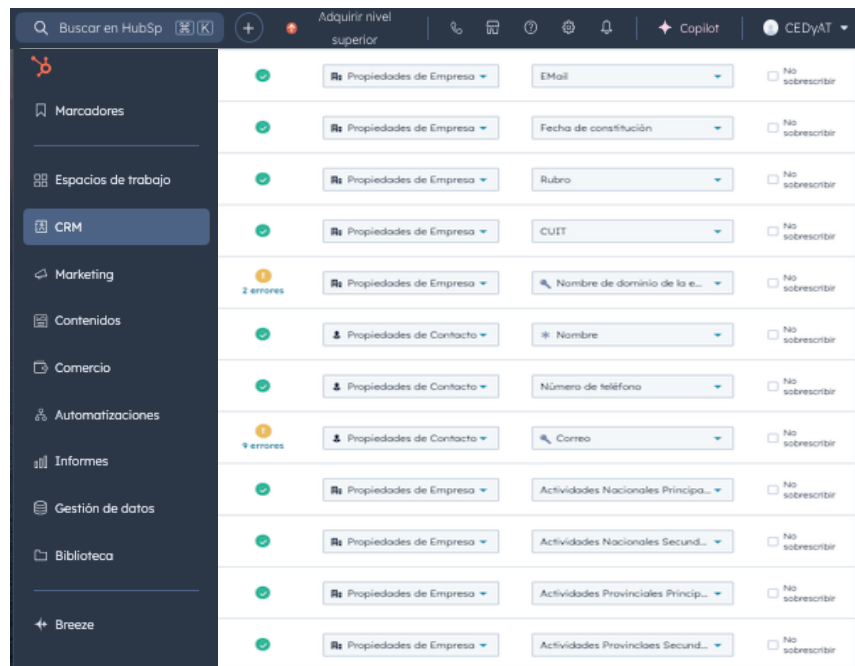 Buscar en HubSp ⌘ K
Adquirir nivel
superior
Copilot
CEDyAT
Marcadores
Espacios de trabajo
CRM
Marketing
Contenidos
Comercio
Automatizaciones
Informes
Gestión de datos
Biblioteca
Breeze
Propiedades de Empresa EMail No
sobrescribir
Propiedades de Empresa Fecha de constitución No
sobrescribir
Propiedades de Empresa Rubro No
sobrescribir
Propiedades de Empresa CUIT No
sobrescribir
2 errores Propiedades de Empresa Nombre de dominio de la e... No
sobrescribir
Propiedades de Contacto Nombre No
sobrescribir
Propiedades de Contacto Número de teléfono No
sobrescribir
9 errores Propiedades de Contacto Correo No
sobrescribir
Propiedades de Empresa Actividades Nacionales Principa... No
sobrescribir
Propiedades de Empresa Actividades Nacionales Secund... No
sobrescribir
Propiedades de Empresa Actividades Provinciales Princip... No
sobrescribir
Propiedades de Empresa Actividades Provinclaes Secund... No
sobrescribir